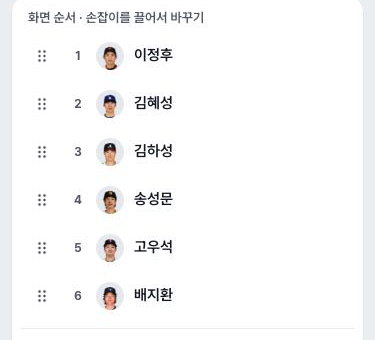 화면 순서 · 손잡이를 끌어서 바꾸기
1 이정후
2 김혜성
3 김하성
4 송성문
5 고우석
6 배지환